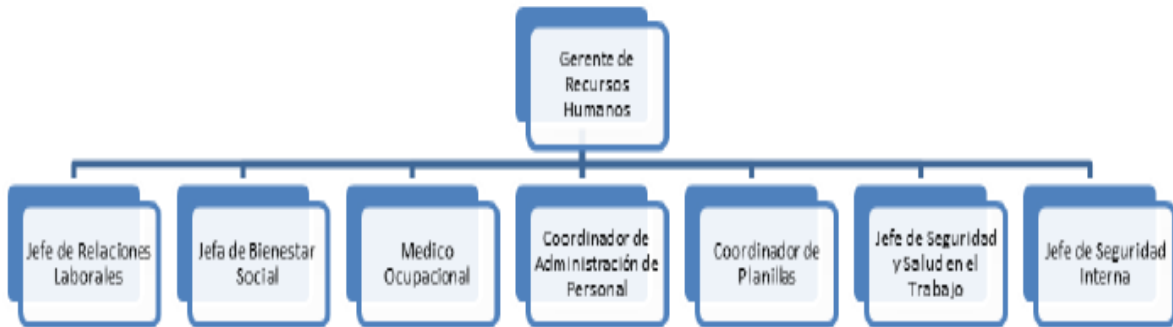 Gerente de
Recursos
Humanos
Jefe de Relaciones
Laborales
Jefa de Bienestar
Social
Medico
Ocupacional
Coordinador de
Administración de
Personal
Coordinador de
Planillas
Jefe de Seguridad
y Salud en el
Trabajo
Jefe de Seguridad
Interna